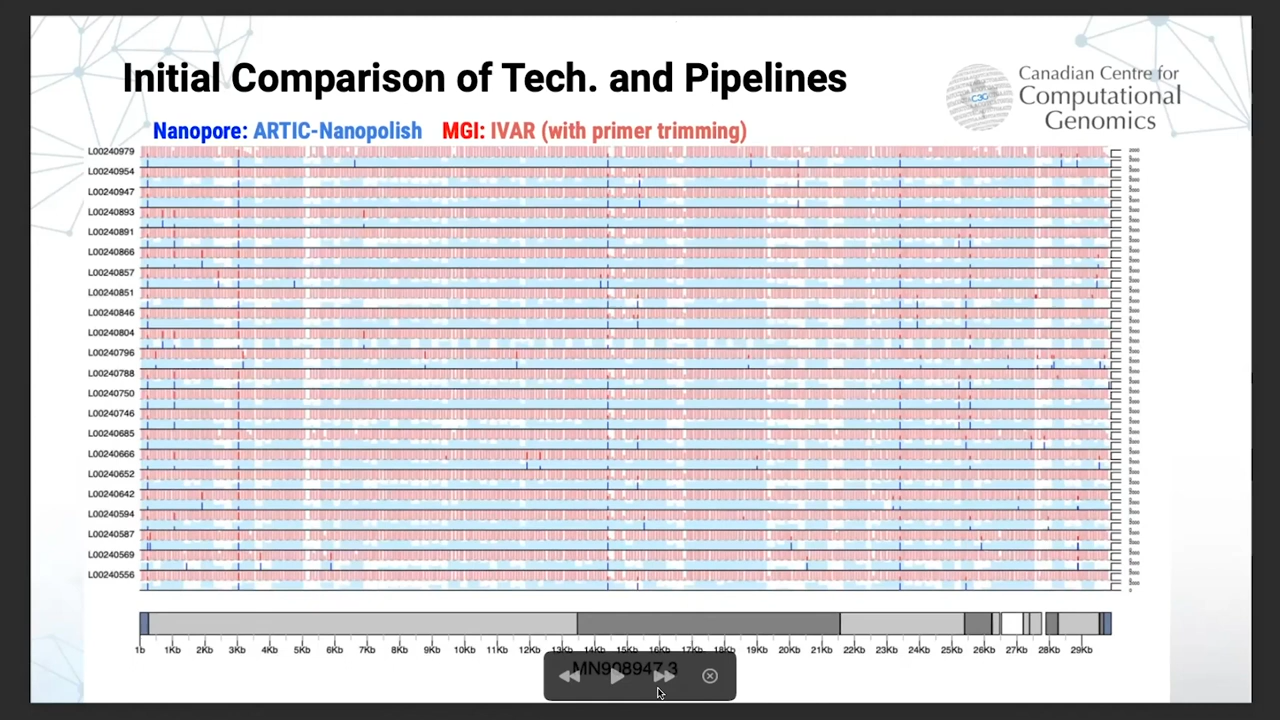 Initial Comparison of Tech. and Pipelines
Canadian Centre for
Computational
Genomics
C3G
Nanopore: ARTIC-Nanopolish MGI: IVAR (with primer trimming)
L00240979
L00240954
L00240947
L00240893
L00240891
L00240866
L00240857
L00240851
L00240846
L00240804
L00240796
L00240788
L00240750
L00240746
L00240685
L00240666
L00240652
L00240642
L00240594
L00240587
L00240569
L00240556
1b 1Kb 2Kb 3Kb 4Kb 5Kb 6Kb 7Kb 8Kb 9Kb 10Kb 11Kb 12Kb 13Kb 14Kb 15Kb 16Kb 17Kb 18Kb 19Kb 20Kb 21Kb 22Kb 23Kb 24Kb 25Kb 26Kb 27Kb 28Kb 29Kb
MN908947.3